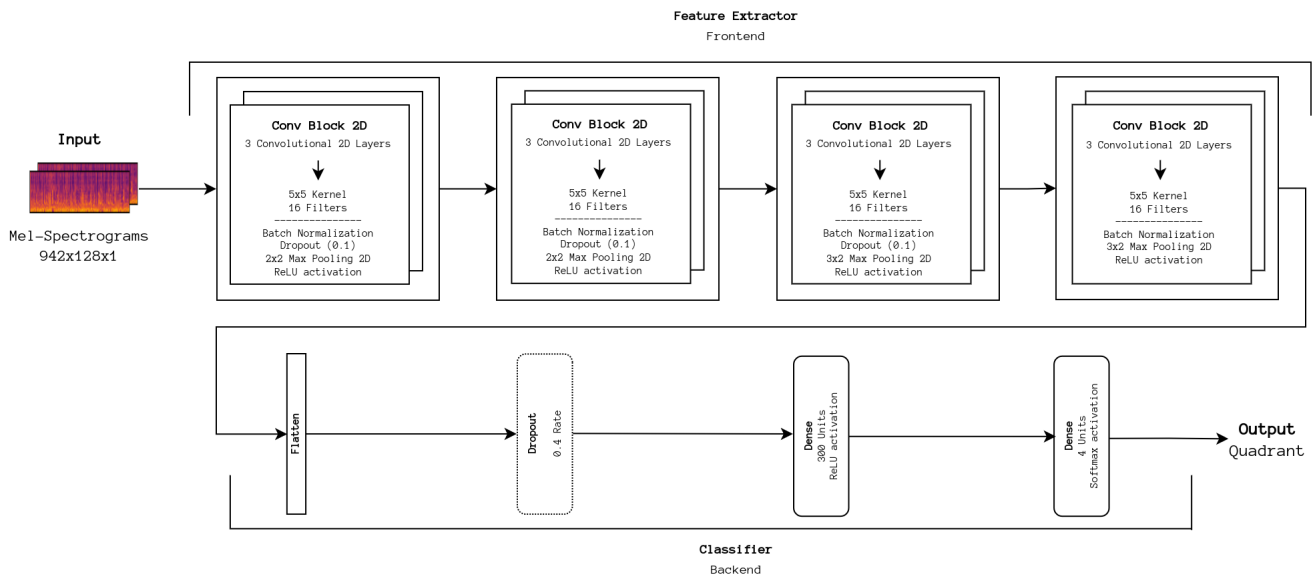 Feature Extractor
Frontend
Input
Mel-Spectrograms
942x128x1
Conv Block 2D
3 Convolutional 2D Layers
5x5 Kernel
16 Filters
---------------
Batch Normalization
Dropout (0.1)
2x2 Max Pooling 2D
ReLU activation
Conv Block 2D
3 Convolutional 2D Layers
5x5 Kernel
16 Filters
---------------
Batch Normalization
Dropout (0.1)
2x2 Max Pooling 2D
ReLU activation
Conv Block 2D
3 Convolutional 2D Layers
5x5 Kernel
16 Filters
---------------
Batch Normalization
Dropout (0.1)
3x2 Max Pooling 2D
ReLU activation
Conv Block 2D
3 Convolutional 2D Layers
5x5 Kernel
16 Filters
---------------
Batch Normalization
3x2 Max Pooling 2D
ReLU activation
Flatten
Dropout
0.4 Rate
Dense
300 Units
ReLU activation
Dense
4 Units
Softmax activation
Output
Quadrant
Classifier
Backend